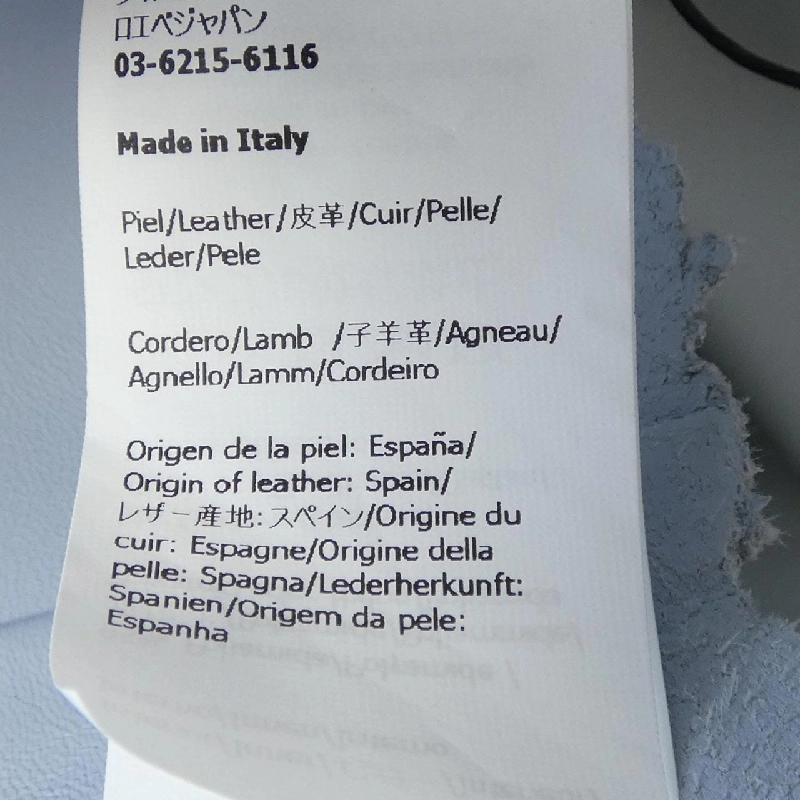 ロエベジャパン
03-6215-6116
Made in Italy
Piel/Leather/皮革/Cuir/Pelle/
Leder/Pele
Cordero/Lamb /子羊革/Agneau/
Agnello/Lamm/Cordeiro
Origen de la piel: España/
Origin of leather: Spain/
レザー産地: スペイン/Origine du
cuir: Espagne/Origine della
pelle: Spagna/Lederherkunft:
Spanien/Origem da pele:
Espanha